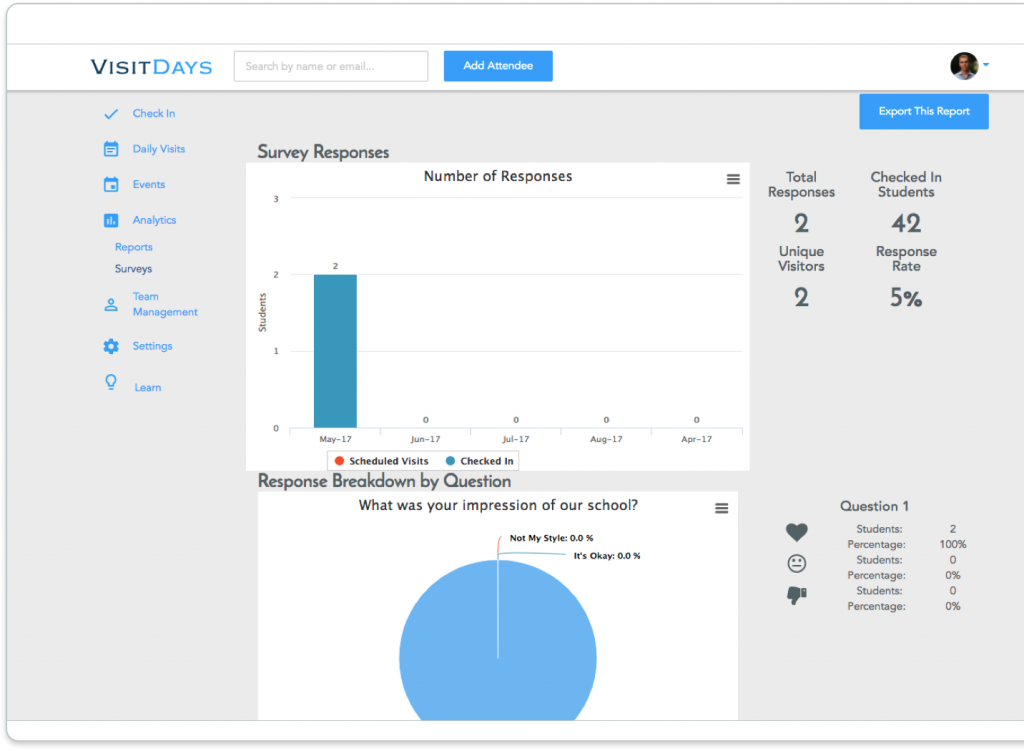 VISITDAYS
Search by name or email...
Add Attendee
Export This Report
Check In
Daily Visits
Events
Analytics
Reports
Surveys
Team
Management
Settings
Learn
Survey Responses
Number of Responses
3
2
1
0
Students
2
0
0
0
0
May-17
Jun-17
Jul-17
Aug-17
Apr-17
Scheduled Visits
Checked In
Total
Responses
2
Checked In
Students
42
Unique
Visitors
2
Response
Rate
5%
Response Breakdown by Question
What was your impression of our school?
Not My Style: 0.0 %
It's Okay: 0.0 %
Question 1
Students: 2
Percentage: 100%
Students: 0
Percentage: 0%
Students: 0
Percentage: 0%